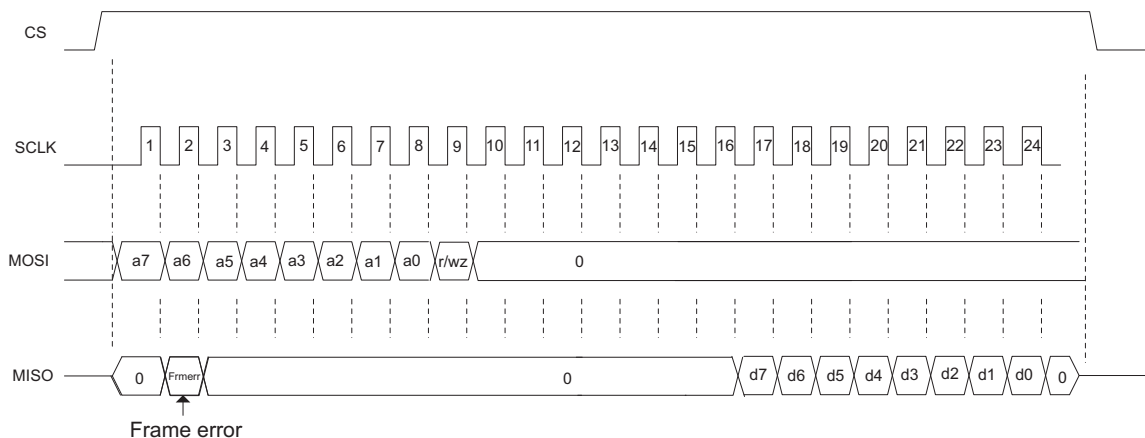 CS
SCLK 1 2 3 4 5 6 7 8 9 10 11 12 13 14 15 16 17 18 19 20 21 22 23 24
MOSI a7 a6 a5 a4 a3 a2 a1 a0 r/wz 0
MISO 0 Frmerr 0 d7 d6 d5 d4 d3 d2 d1 d0 0
Frame error